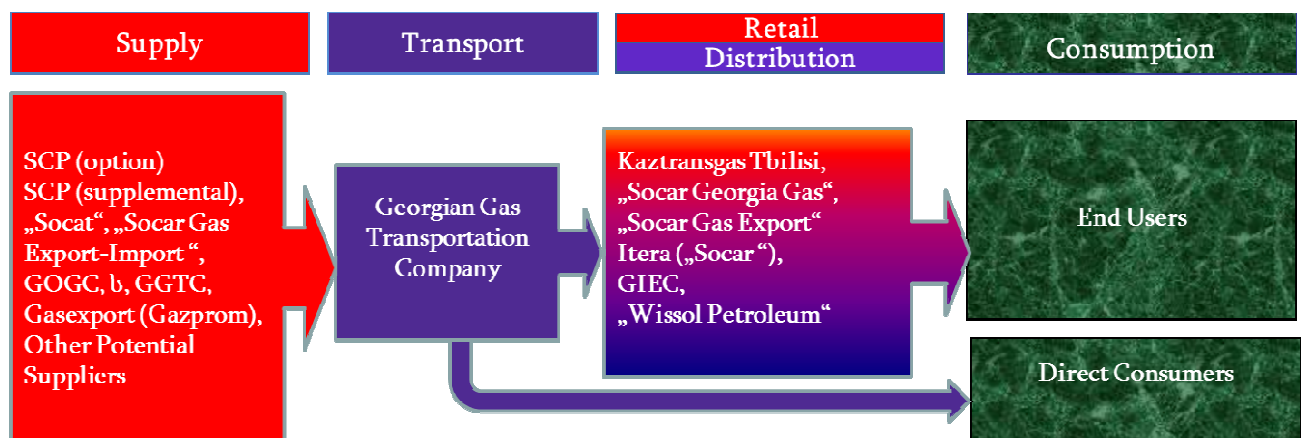 Supply
Transport
Retail
Distribution
Consumption
SCP (option)
SCP (supplemental),
„Socat“, „Socar Gas
Export-Import “,
GOGC, ს, GGTC,
Gasexport (Gazprom),
Other Potential
Suppliers
Georgian Gas
Transportation
Company
Kaztransgas Tbilisi,
„Socar Georgia Gas“,
„Socar Gas Export“
Itera („Socar “),
GIEC,
„Wissol Petroleum“
End Users
Direct Consumers